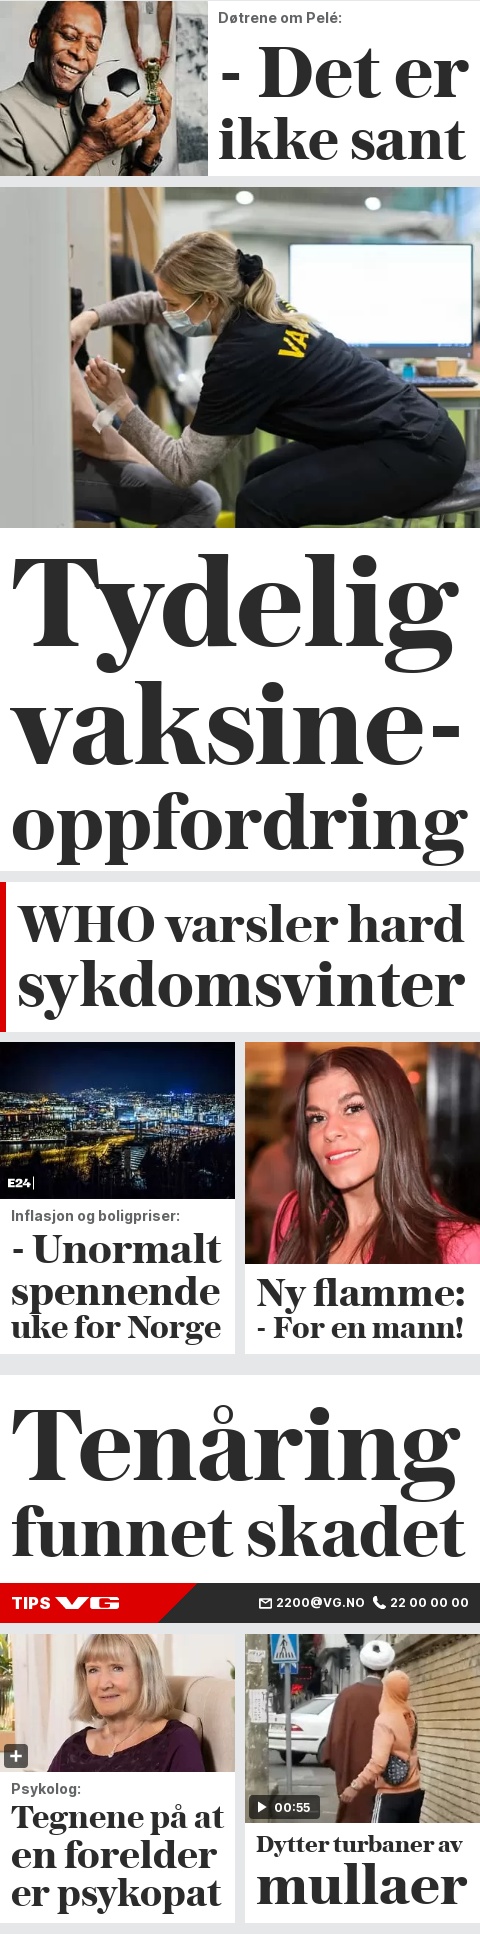 Døtrene om Pelé:
- Det er
ikke sant
VA
Tydelig
vaksine-
oppfordring
WHO varsler hard
sykdomsvinter
E24
Inflasjon og boligpriser:
- Unormalt
spennende
uke for Norge
Ny flamme:
- For en mann!
Tenåring
funnet skadet
TIPS VG 2200@VG.NO 22 00 00 00
Psykolog:
Tegnene på at
en forelder
er psykopat
00:55
Dytter turbaner av
mullaer